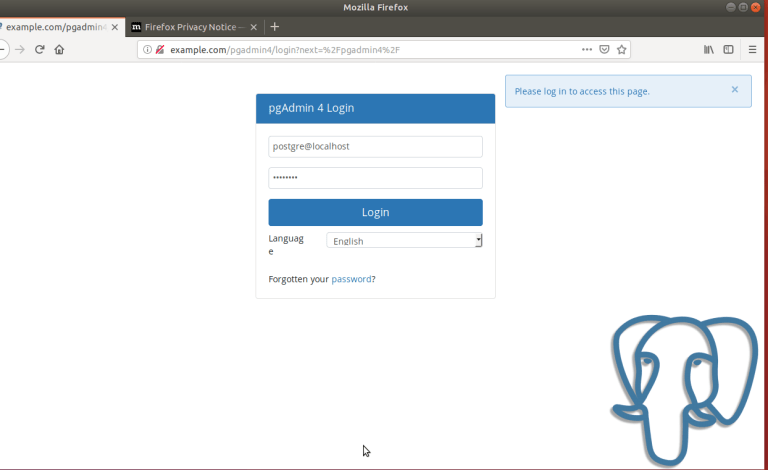 Mozilla Firefox
example.com/pgadmin4
Firefox Privacy Notice —
example.com/pgadmin4/login?next=%2Fpgadmin4%2F
Please log in to access this page.
pgAdmin 4 Login
postgre@localhost
••••••••
Login
Languag
e
English
Forgotten your password?